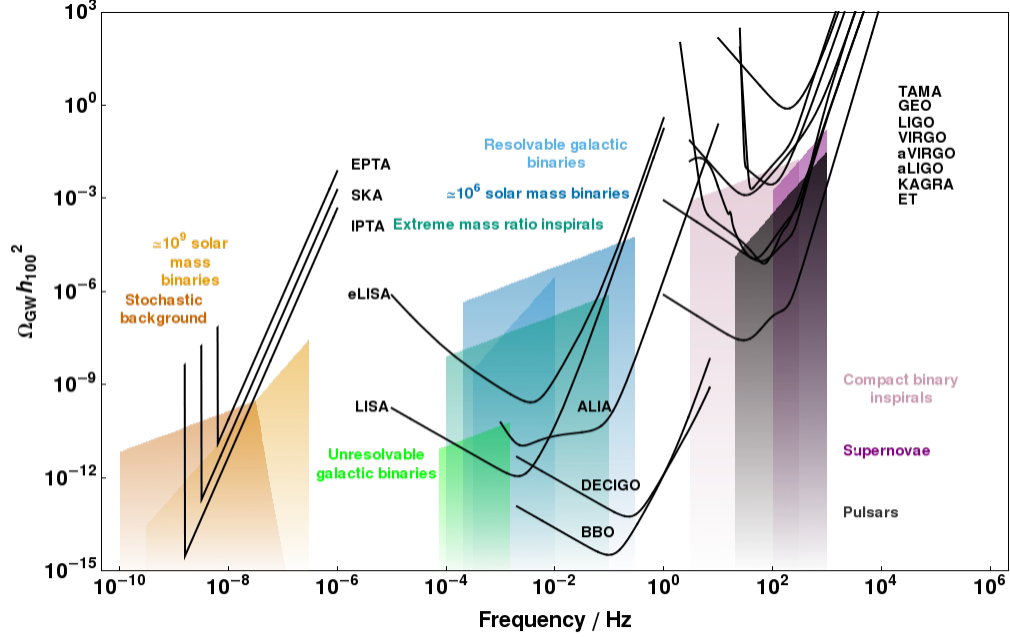 10³
10⁰
10⁻³
10⁻⁶
10⁻⁹
10⁻¹²
10⁻¹⁵
Ω_GW h₁₀₀²
10⁻¹⁰
10⁻⁸
10⁻⁶
10⁻⁴
10⁻²
10⁰
10²
10⁴
10⁶
Frequency / Hz
EPTA
SKA
IPTA
≃10⁹ solar
mass
binaries
Stochastic
background
eLISA
LISA
Resolvable galactic
binaries
≃10⁶ solar mass binaries
Extreme mass ratio inspirals
Unresolvable
galactic binaries
ALIA
DECIGO
BBO
TAMA
GEO
LIGO
VIRGO
aVIRGO
aLIGO
KAGRA
ET
Compact binary
inspirals
Supernovae
Pulsars